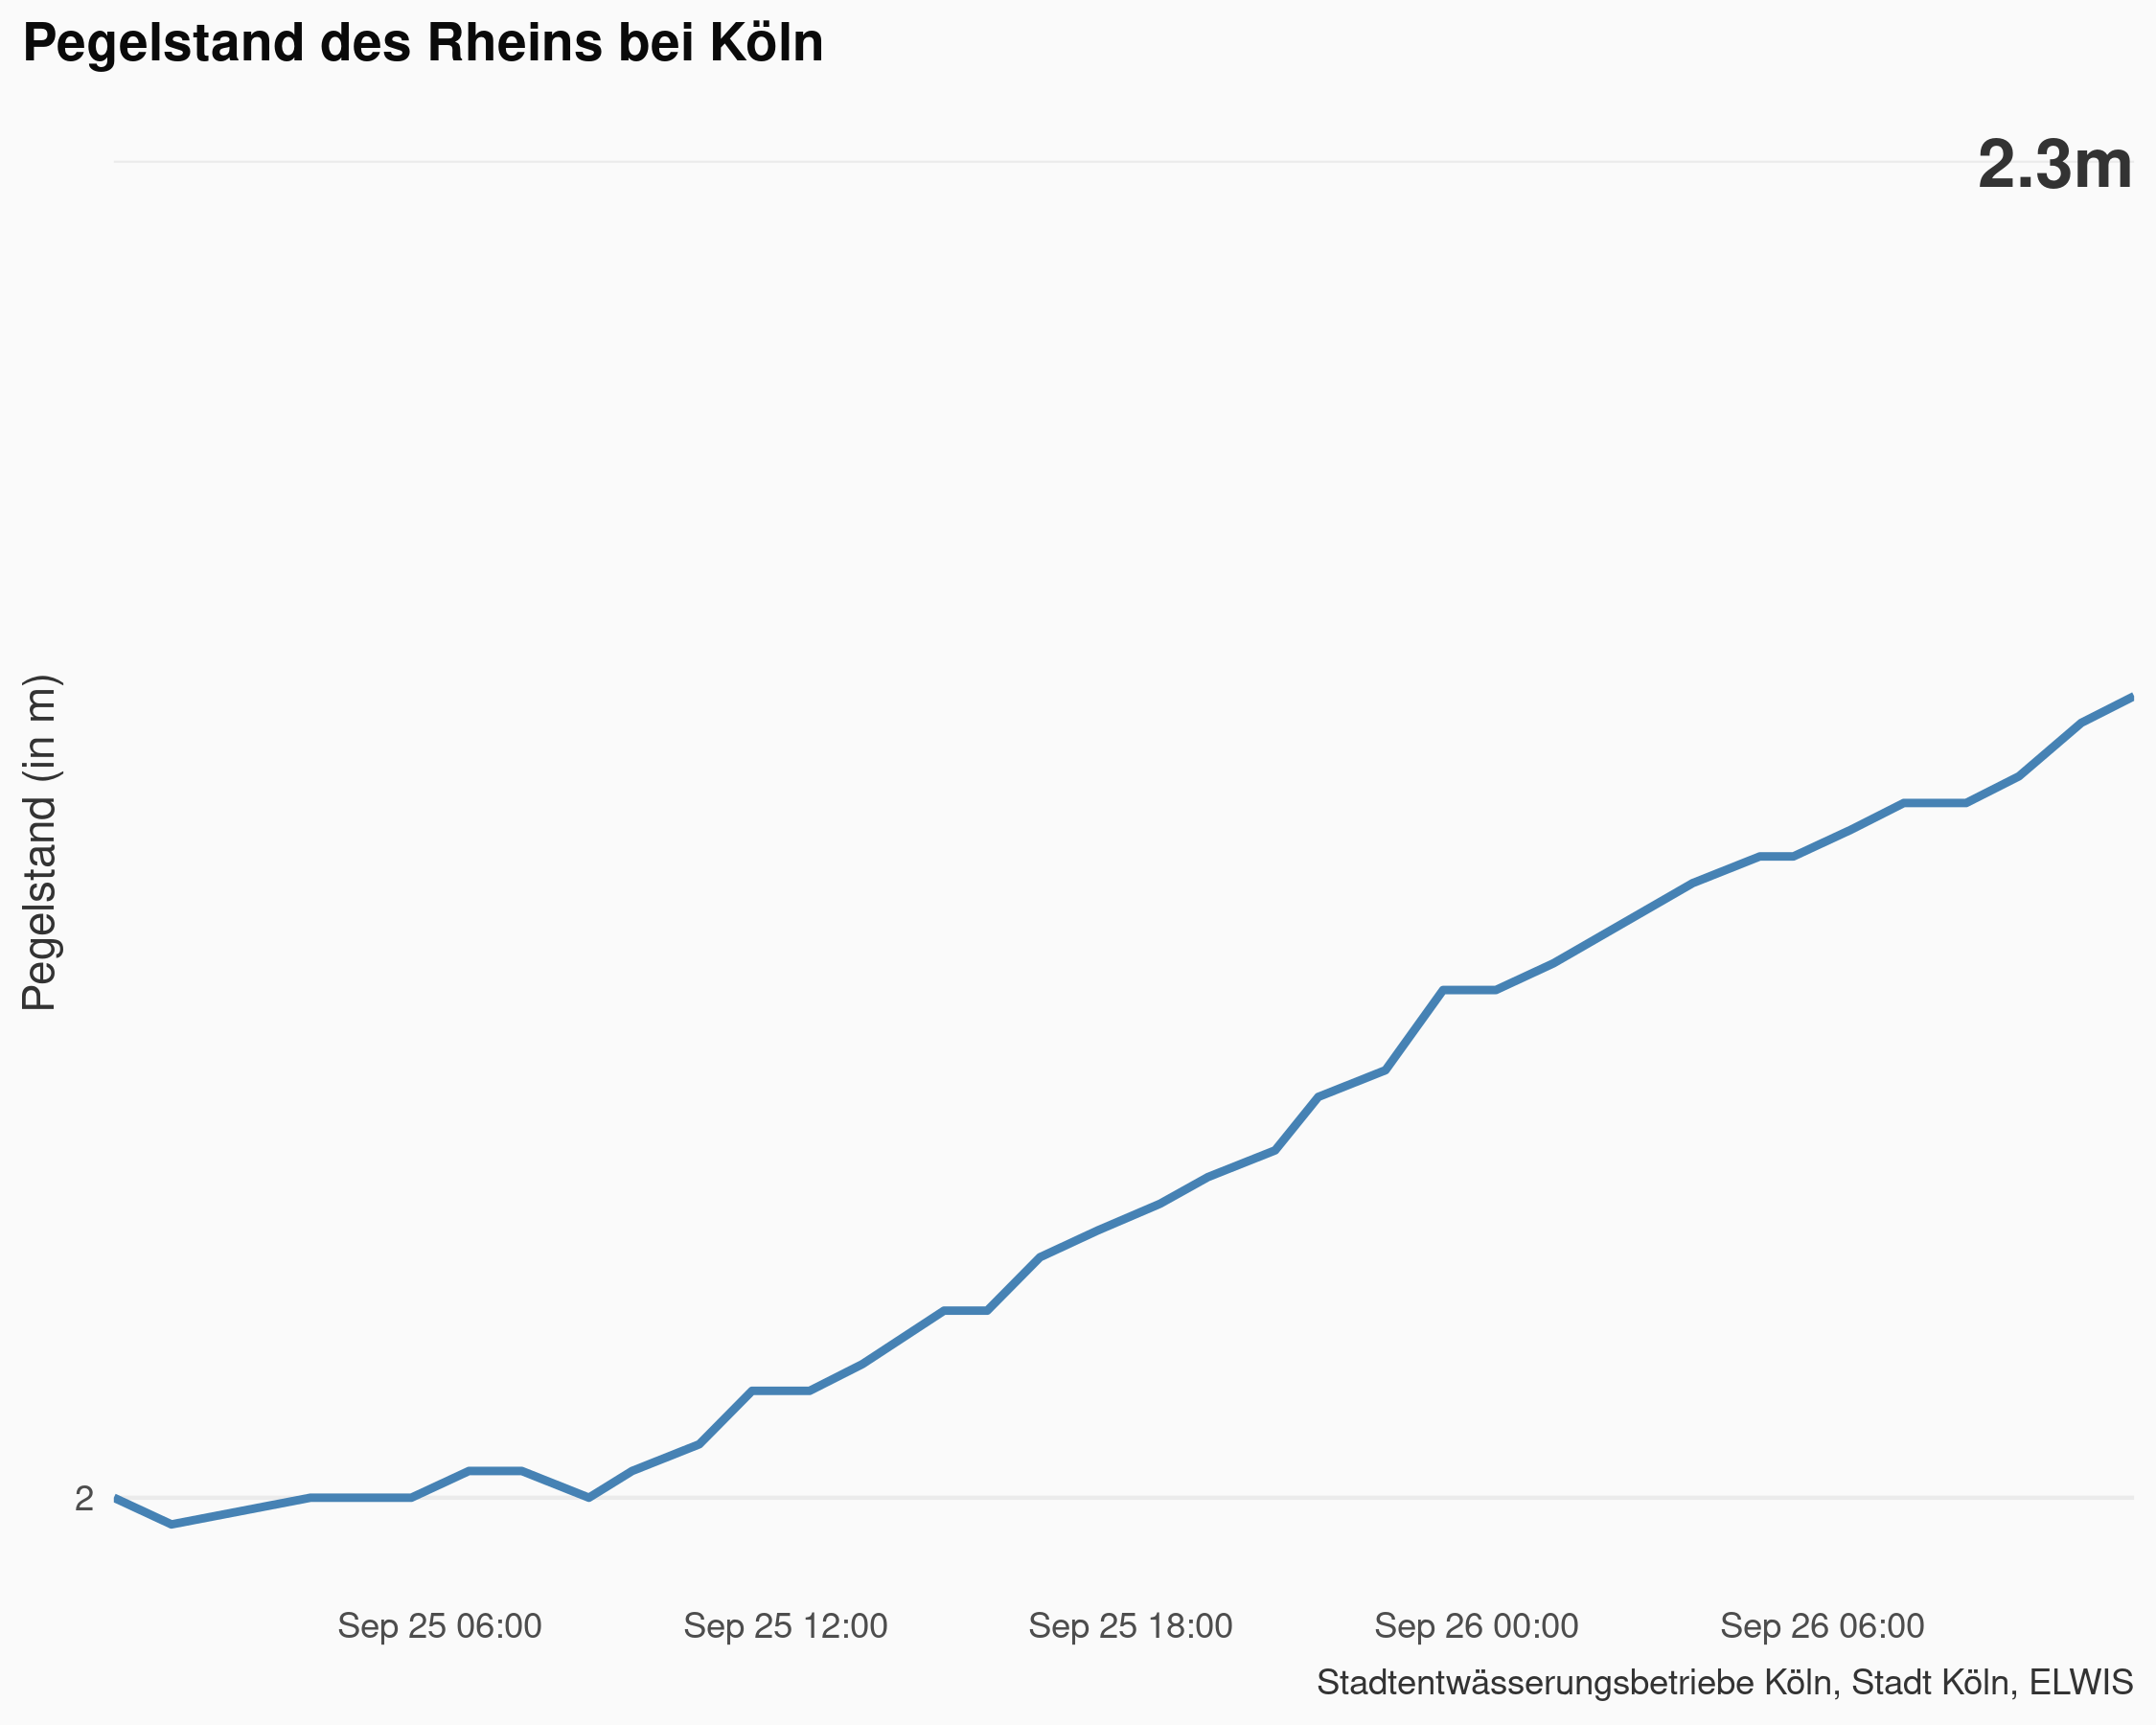 Pegelstand des Rheins bei Köln
2.3m
Pegelstand (in m)
2
Sep 25 06:00
Sep 25 12:00
Sep 25 18:00
Sep 26 00:00
Sep 26 06:00
Stadtentwässerungsbetriebe Köln, Stadt Köln, ELWIS